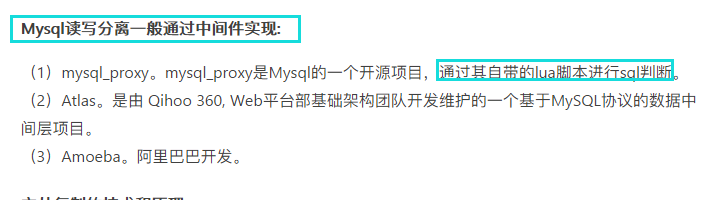 Mysql读写分离一般通过中间件实现:
（1）mysql_proxy。mysql_proxy是Mysql的一个开源项目，通过其自带的lua脚本进行sql判断。
（2）Atlas。是由 Qihoo 360, Web平台部基础架构团队开发维护的一个基于MySQL协议的数据中
间层项目。
（3）Amoeba。阿里巴巴开发。